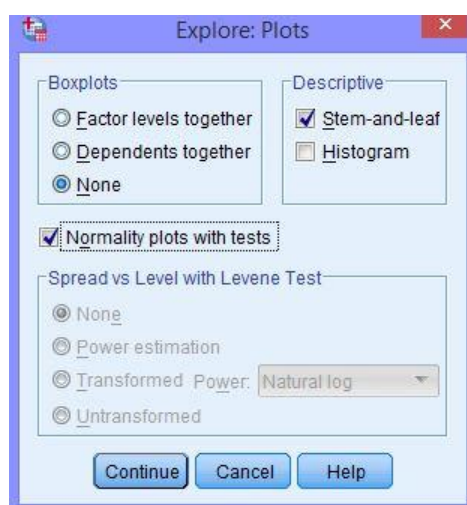 Explore: Plots
Boxplots
Factor levels together
Dependents together
None
Descriptive
Stem-and-leaf
Histogram
Normality plots with tests
Spread vs Level with Levene Test
None
Power estimation
Transformed Power: Natural log
Untransformed
Continue Cancel Help